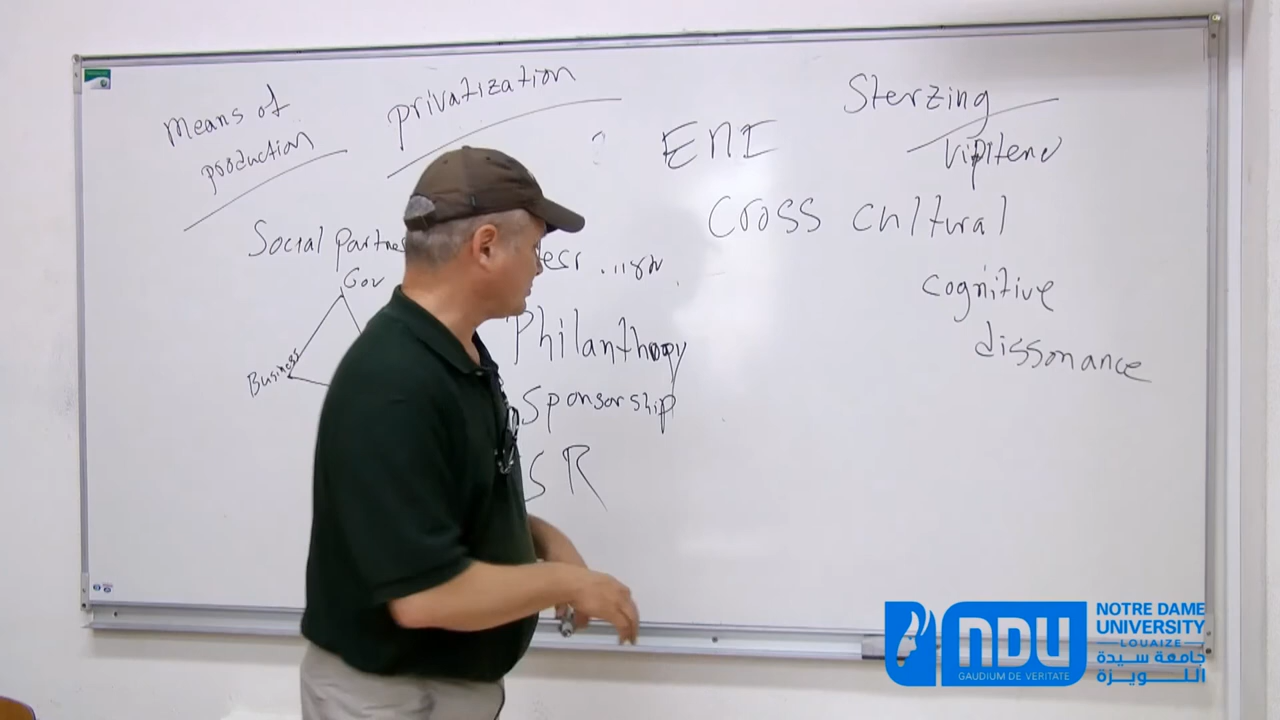 Means of
production
privatization
?
ENI
Sterzing
Vipiteno
Cross cultural
Social Partne
Gov
Business
cognitive
dissonance
Philanthropy
Sponsorship
SR
NDU
GAUDIUM DE VERITATE
NOTRE DAME
UNIVERSITY
LOUAIZE
جامعة سيدة
اللويزة